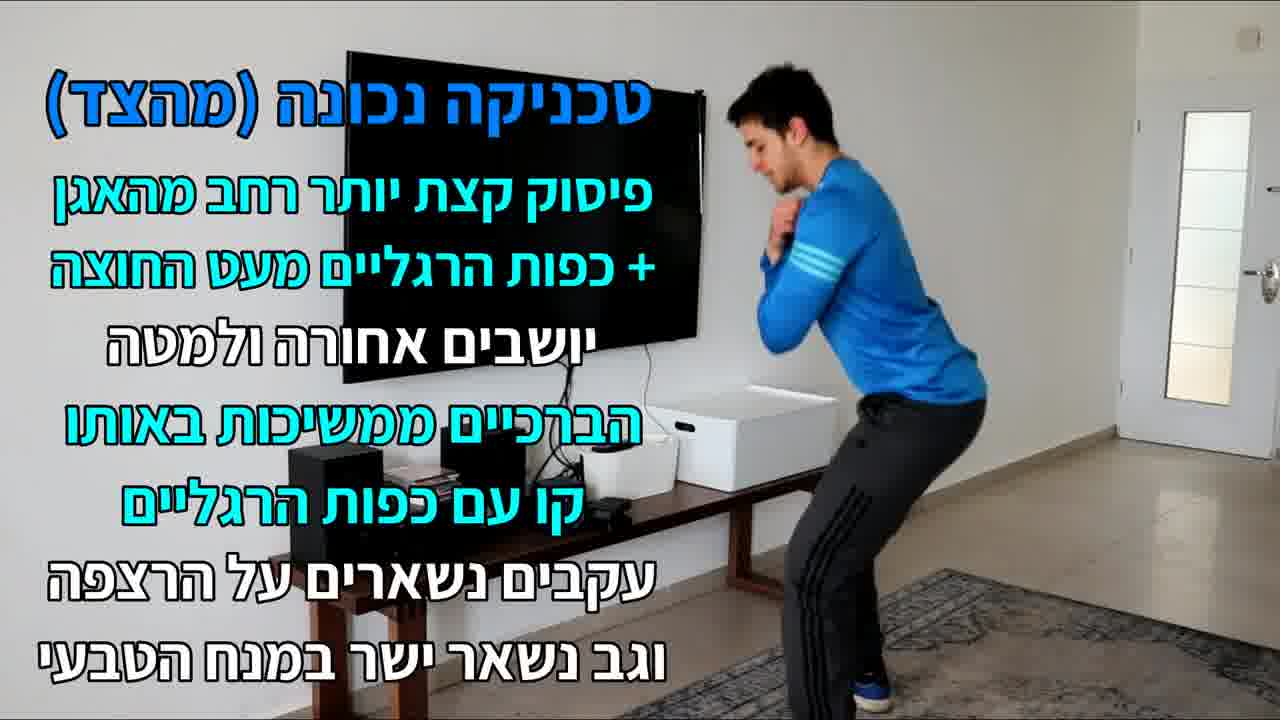 טכניקה נכונה (מהצד)
פיסוק קצת יותר רחב מהאגן
+ כפות הרגליים מעט החוצה
יושבים אחורה ולמטה
הברכיים ממשיכות באותו
קו עם כפות הרגליים
עקבים נשארים על הרצפה
וגב נשאר ישר במנח הטבעי